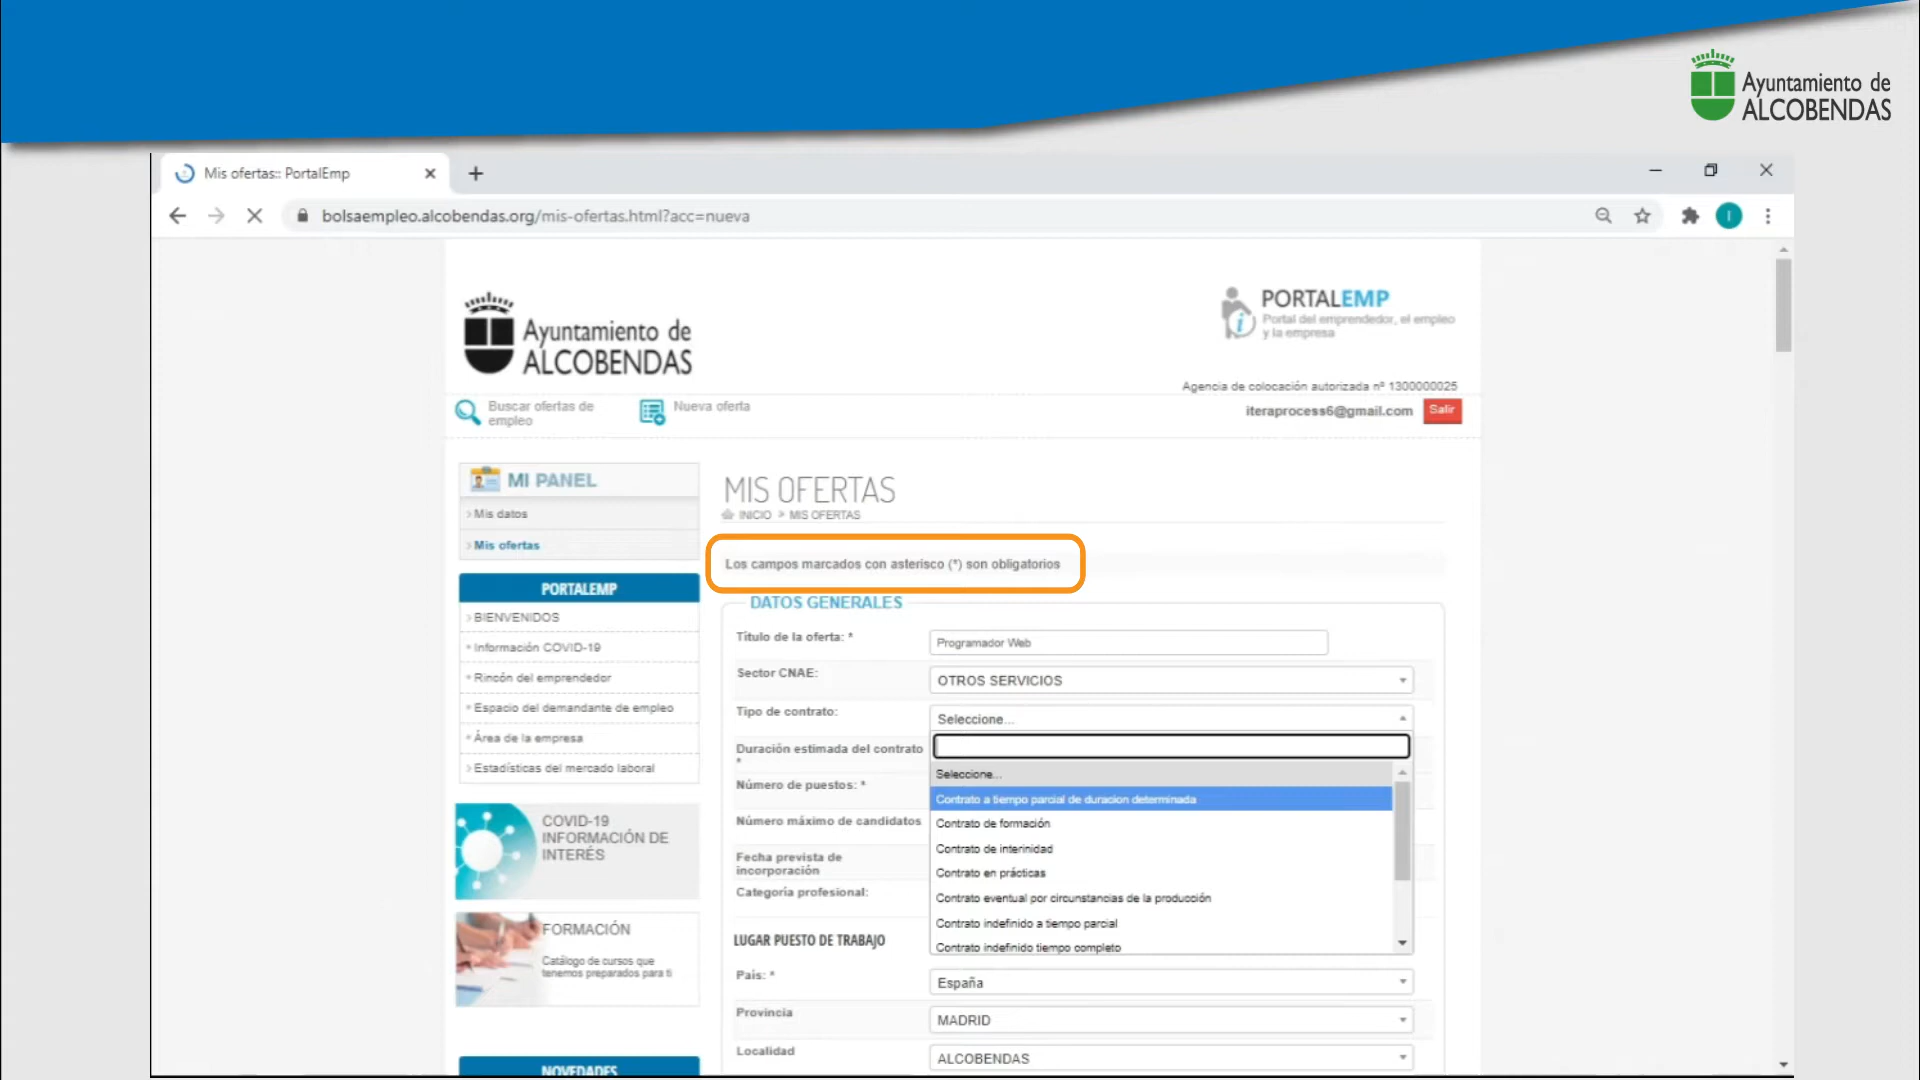 Ayuntamiento de
ALCOBENDAS
Mis ofertas:: PortalEmp
bolsaempleo.alcobendas.org/mis-ofertas.html?acc=nueva
I
Ayuntamiento de
ALCOBENDAS
PORTALEMP
Portal del emprendedor, el empleo
y la empresa
Agencia de colocación autorizada nº 1300000025
Buscar ofertas de
empleo
Nueva oferta
iteraprocess6@gmail.com
Salir
MI PANEL
Mis datos
Mis ofertas
PORTALEMP
BIENVENIDOS
Información COVID-19
Rincón del emprendedor
Espacio del demandante de empleo
Área de la empresa
Estadísticas del mercado laboral
COVID-19
INFORMACIÓN DE
INTERÉS
FORMACIÓN
Catálogo de cursos que
tenemos preparados para ti
NOVEDADES
MIS OFERTAS
INICIO > MIS OFERTAS
Los campos marcados con asterisco (*) son obligatorios
DATOS GENERALES
Título de la oferta: *
Programador Web
Sector CNAE:
OTROS SERVICIOS
Tipo de contrato:
Seleccione...
Duración estimada del contrato
*
Seleccione...
Número de puestos: *
Contrato a tiempo parcial de duracion determinada
Número máximo de candidatos
Contrato de formación
Contrato de interinidad
Fecha prevista de
incorporación
Contrato en prácticas
Categoría profesional:
Contrato eventual por circunstancias de la producción
Contrato indefinido a tiempo parcial
Contrato indefinido tiempo completo
LUGAR PUESTO DE TRABAJO
País: *
España
Provincia
MADRID
Localidad
ALCOBENDAS